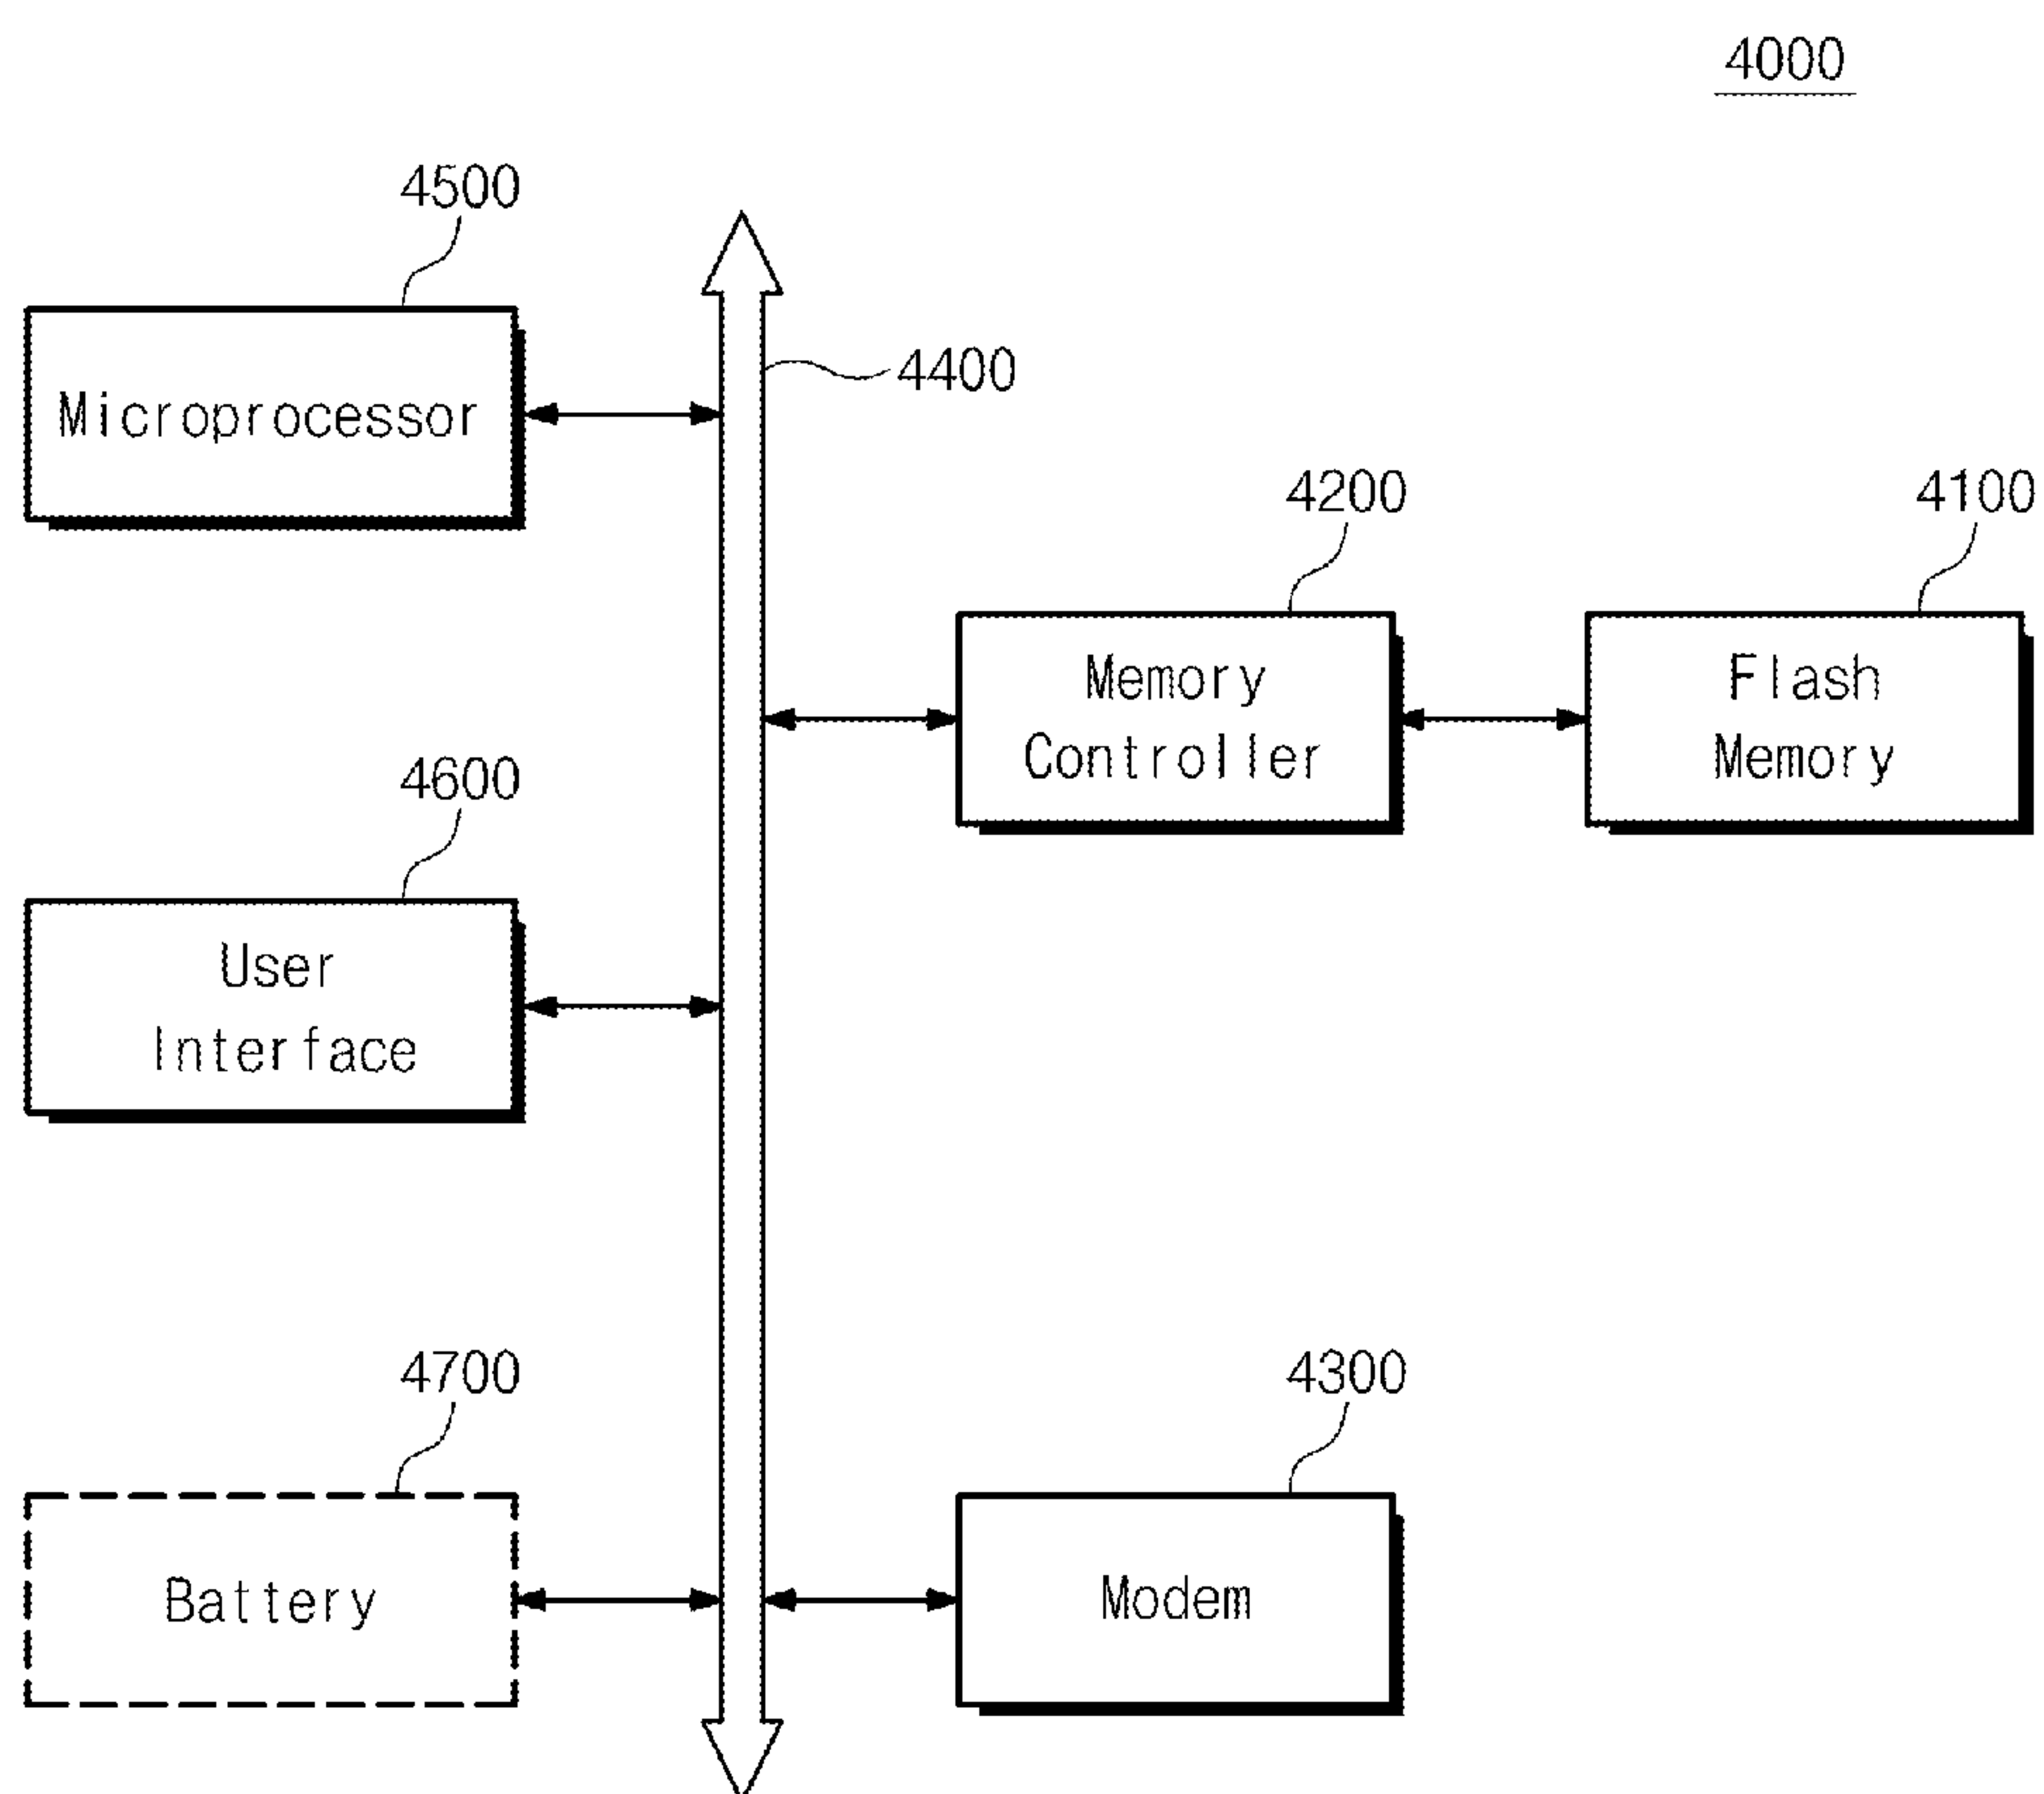 4000
4500
Microprocessor
4400
4200
4100
Memory
Controller
Flash
Memory
4600
User
Interface
4700
4300
Battery
Modem